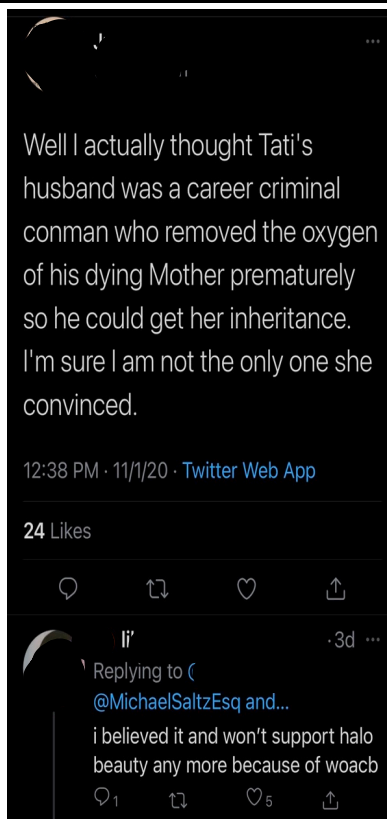 Well I actually thought Tati's
husband was a career criminal
conman who removed the oxygen
of his dying Mother prematurely
so he could get her inheritance.
I'm sure I am not the only one she
convinced.
12:38 PM · 11/1/20 · Twitter Web App
24 Likes
· 3d
Replying to
@MichaelSaltzEsq and...
i believed it and won't support halo
beauty any more because of woacb
1 5